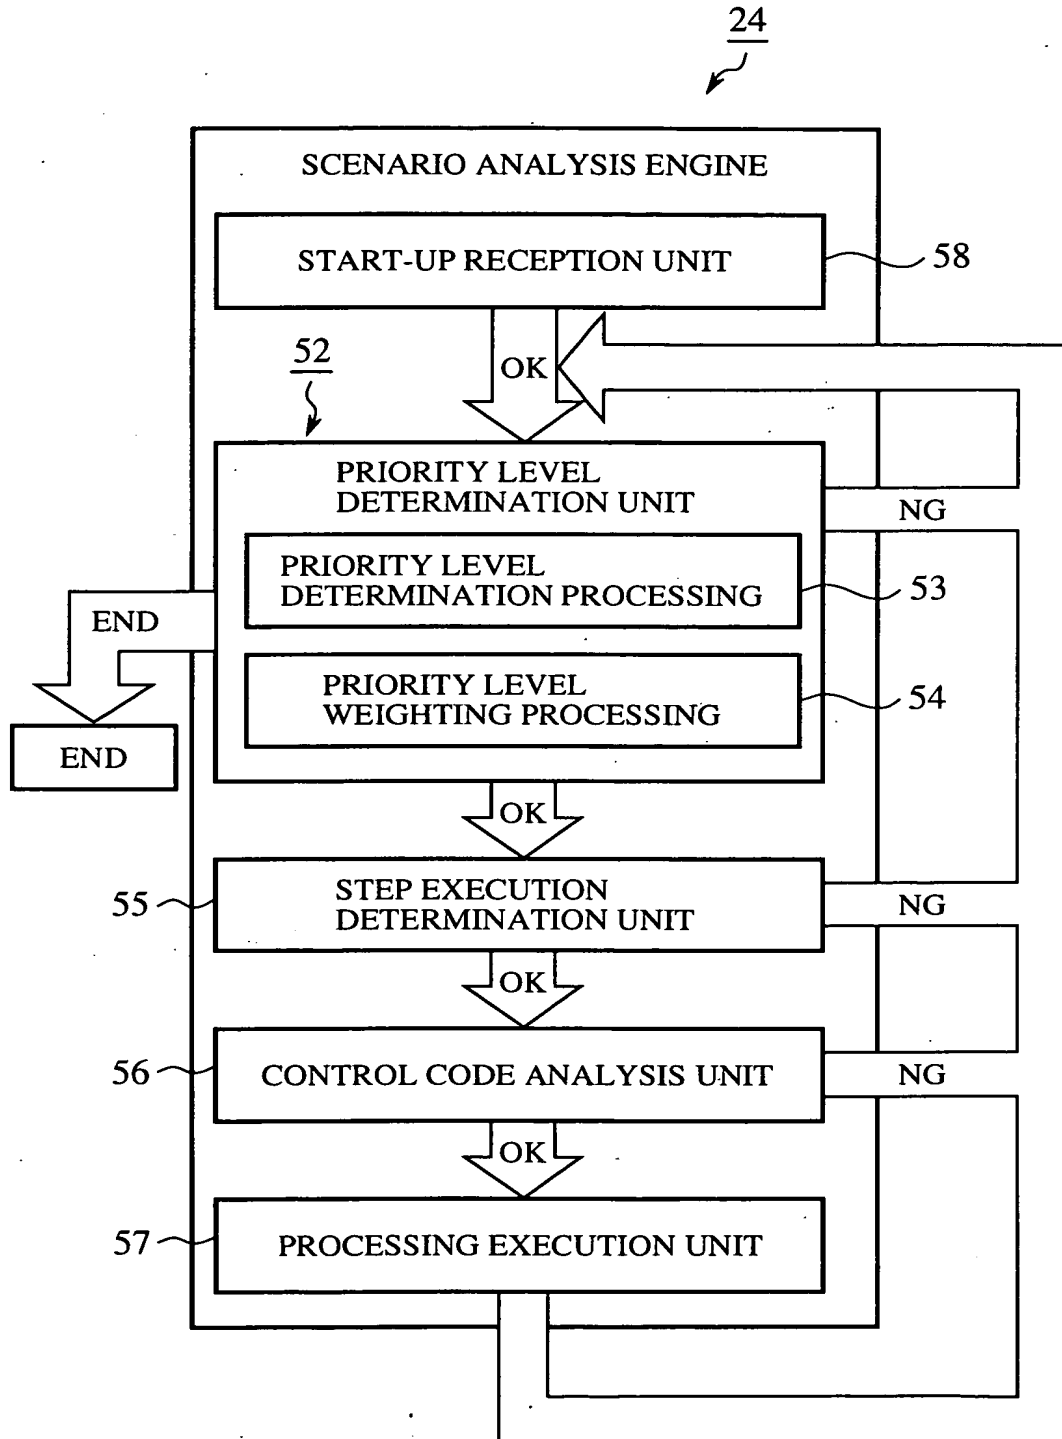 24
SCENARIO ANALYSIS ENGINE
START-UP RECEPTION UNIT
58
OK
52
PRIORITY LEVEL
DETERMINATION UNIT
NG
PRIORITY LEVEL
DETERMINATION PROCESSING
53
END
PRIORITY LEVEL
WEIGHTING PROCESSING
54
END
OK
55
STEP EXECUTION
DETERMINATION UNIT
NG
OK
56
CONTROL CODE ANALYSIS UNIT
NG
OK
57
PROCESSING EXECUTION UNIT